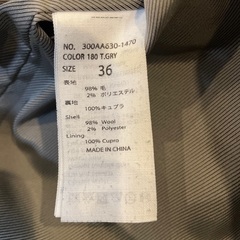 NO. 300AA630-1470
COLOR 180 T.GRY
SIZE 36
表地
98% 毛
2% ポリエステル
裏地
100%キュプラ
Shell
98% Wool
2% Polyester
Lining
100% Cupro
MADE IN CHINA